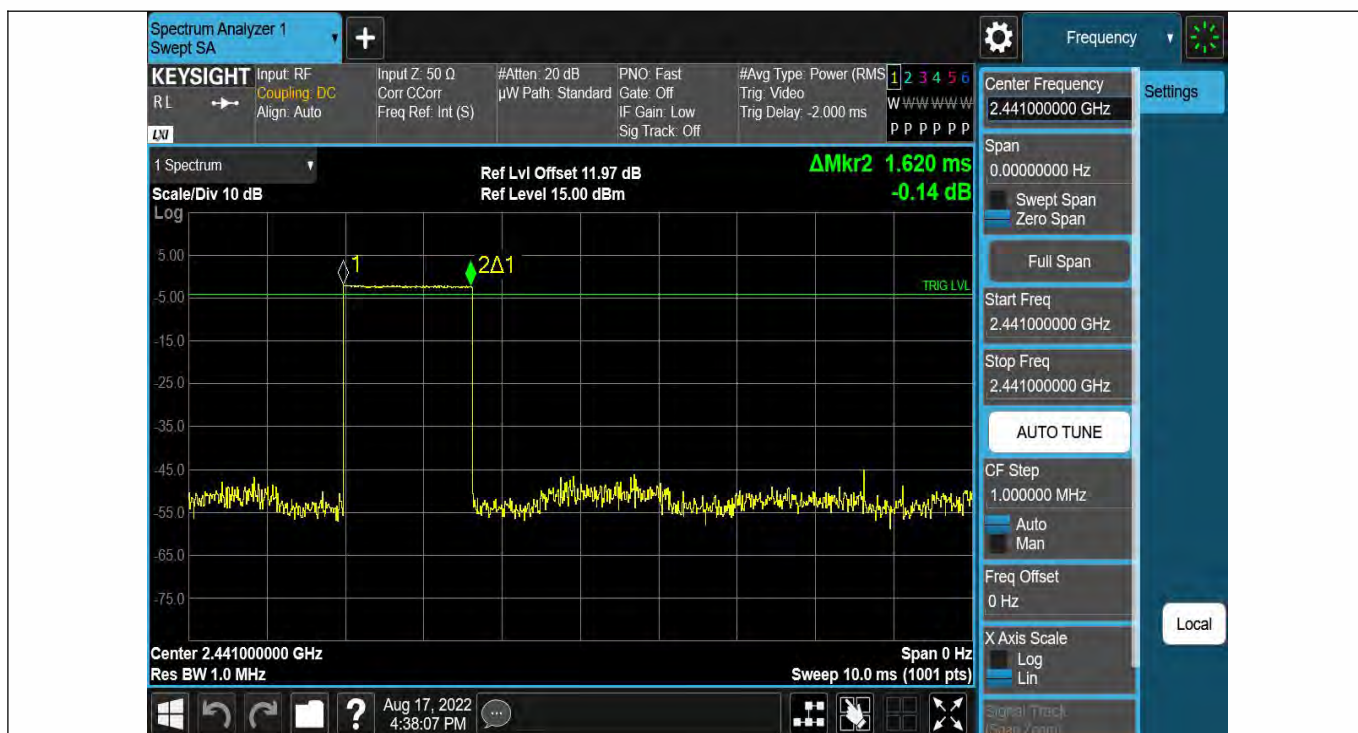 Spectrum Analyzer 1
Swept SA
+
Frequency
KEYSIGHT
RL
LXI
Input: RF
Coupling: DC
Align: Auto
Input Z: 50 Ω
Corr CCorr
Freq Ref: Int (S)
#Atten: 20 dB
µW Path: Standard
PNO: Fast
Gate: Off
IF Gain: Low
Sig Track: Off
#Avg Type: Power (RMS
Trig: Video
Trig Delay: -2.000 ms
1 2 3 4 5 6
W W W W W W
P P P P P P
1 Spectrum
Scale/Div 10 dB
Log
Ref Lvl Offset 11.97 dB
Ref Level 15.00 dBm
ΔMkr2 1.620 ms
-0.14 dB
5.00
-5.00
-15.0
-25.0
-35.0
-45.0
-55.0
-65.0
-75.0
1
2Δ1
TRIG LVL
Center 2.441000000 GHz
Res BW 1.0 MHz
Span 0 Hz
Sweep 10.0 ms (1001 pts)
Center Frequency
2.441000000 GHz
Settings
Span
0.00000000 Hz
Swept Span
Zero Span
Full Span
Start Freq
2.441000000 GHz
Stop Freq
2.441000000 GHz
AUTO TUNE
CF Step
1.000000 MHz
Auto
Man
Freq Offset
0 Hz
X Axis Scale
Log
Lin
Signal Track
(Span Zoom)
Local
?
Aug 17, 2022
4:38:07 PM